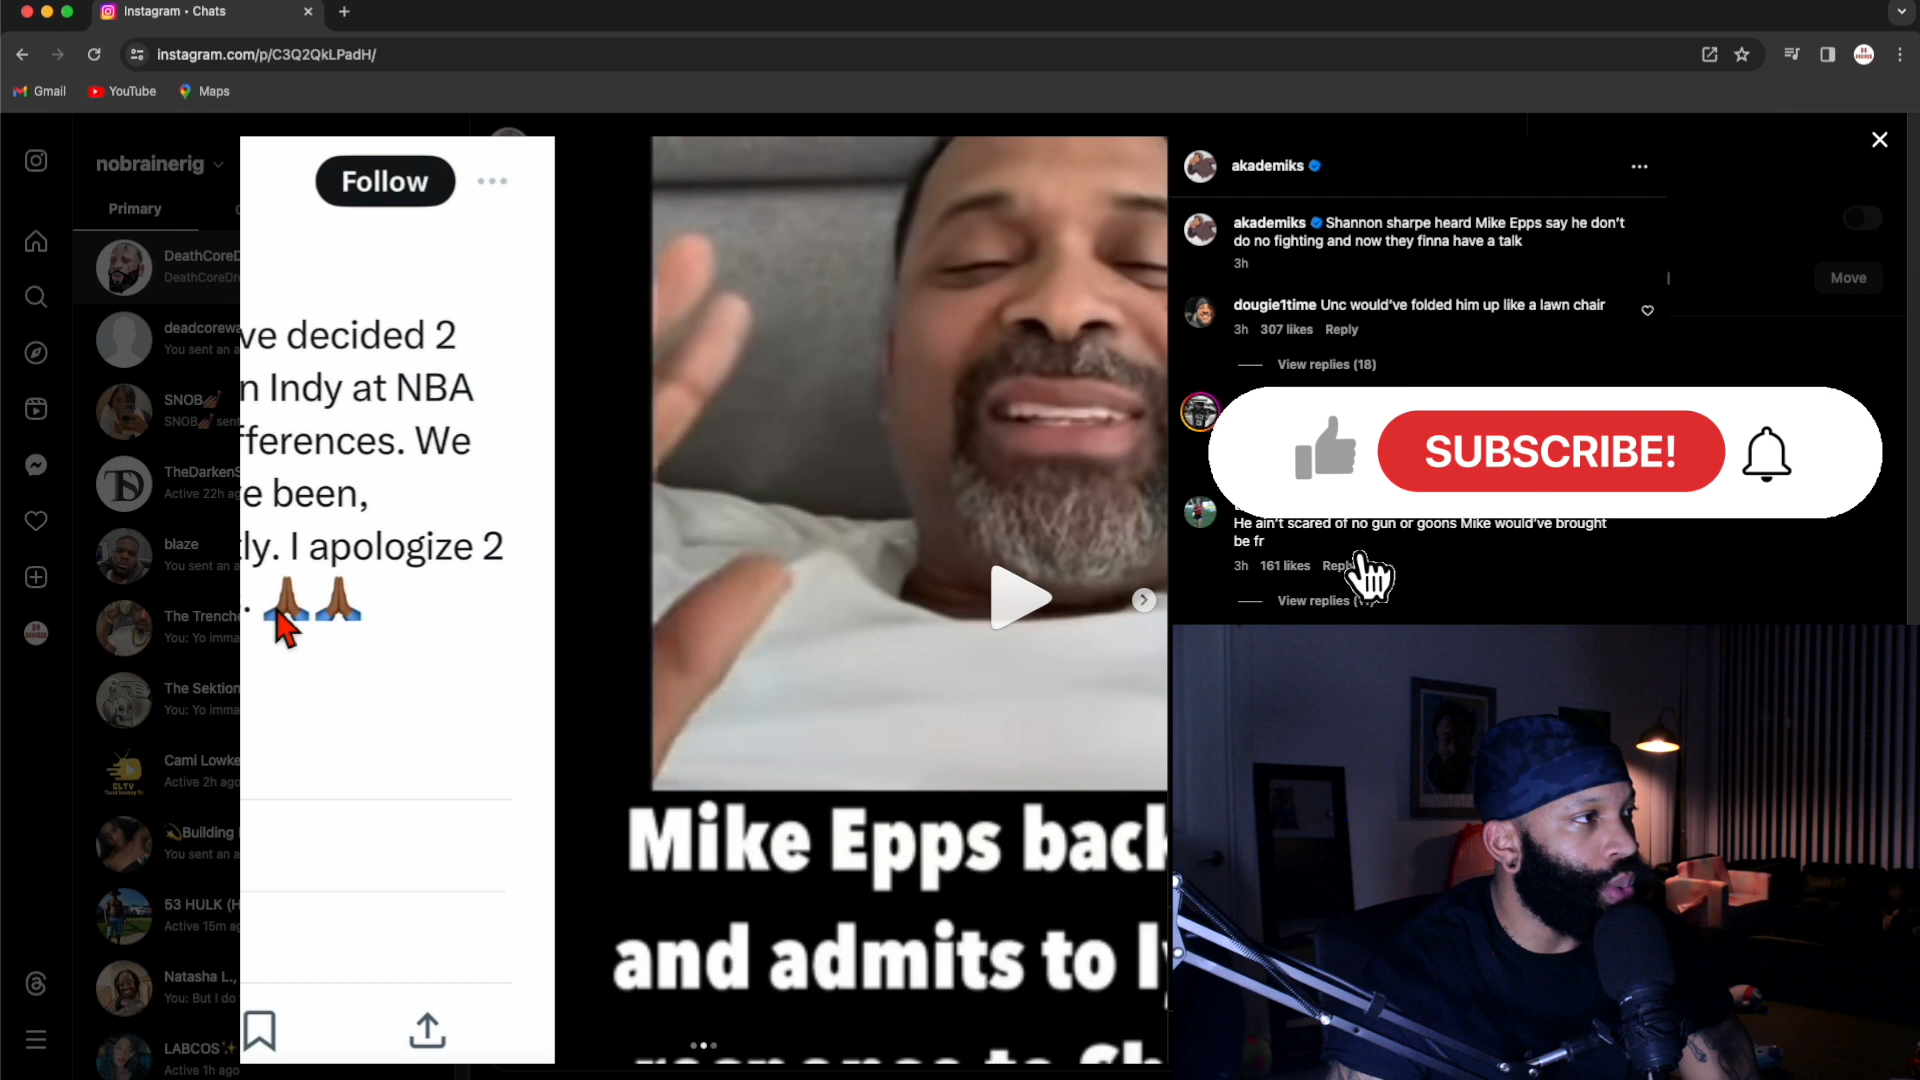 Instagram • Chats
instagram.com/p/C3Q2QkLPadH/
Gmail
YouTube
Maps
nobrainerig
Primary
DeathCoreD
DeathCoreDr
deadcorewa
You sent an a
SNOB
SNOB sent
TheDarkenS
Active 22h ag
blaze
You sent an a
The Trenche
You: Yo imma
The Sektion
You: Yo imma
Cami Lowke
Active 2h ago
Building
You sent an a
53 HULK (H
Active 15m ag
Natasha L.,
You: But I do
LABCOS
Active 1h ago
Follow
ve decided 2
n Indy at NBA
fferences. We
e been,
ly. I apologize 2
Mike Epps back
and admits to ly
akademiks
akademiks Shannon sharpe heard Mike Epps say he don't
do no fighting and now they finna have a talk
3h
dougie1time Unc would've folded him up like a lawn chair
3h 307 likes Reply
View replies (18)
SUBSCRIBE!
He ain't scared of no gun or goons Mike would've brought
be fr
3h 161 likes Reply
View replies
Move